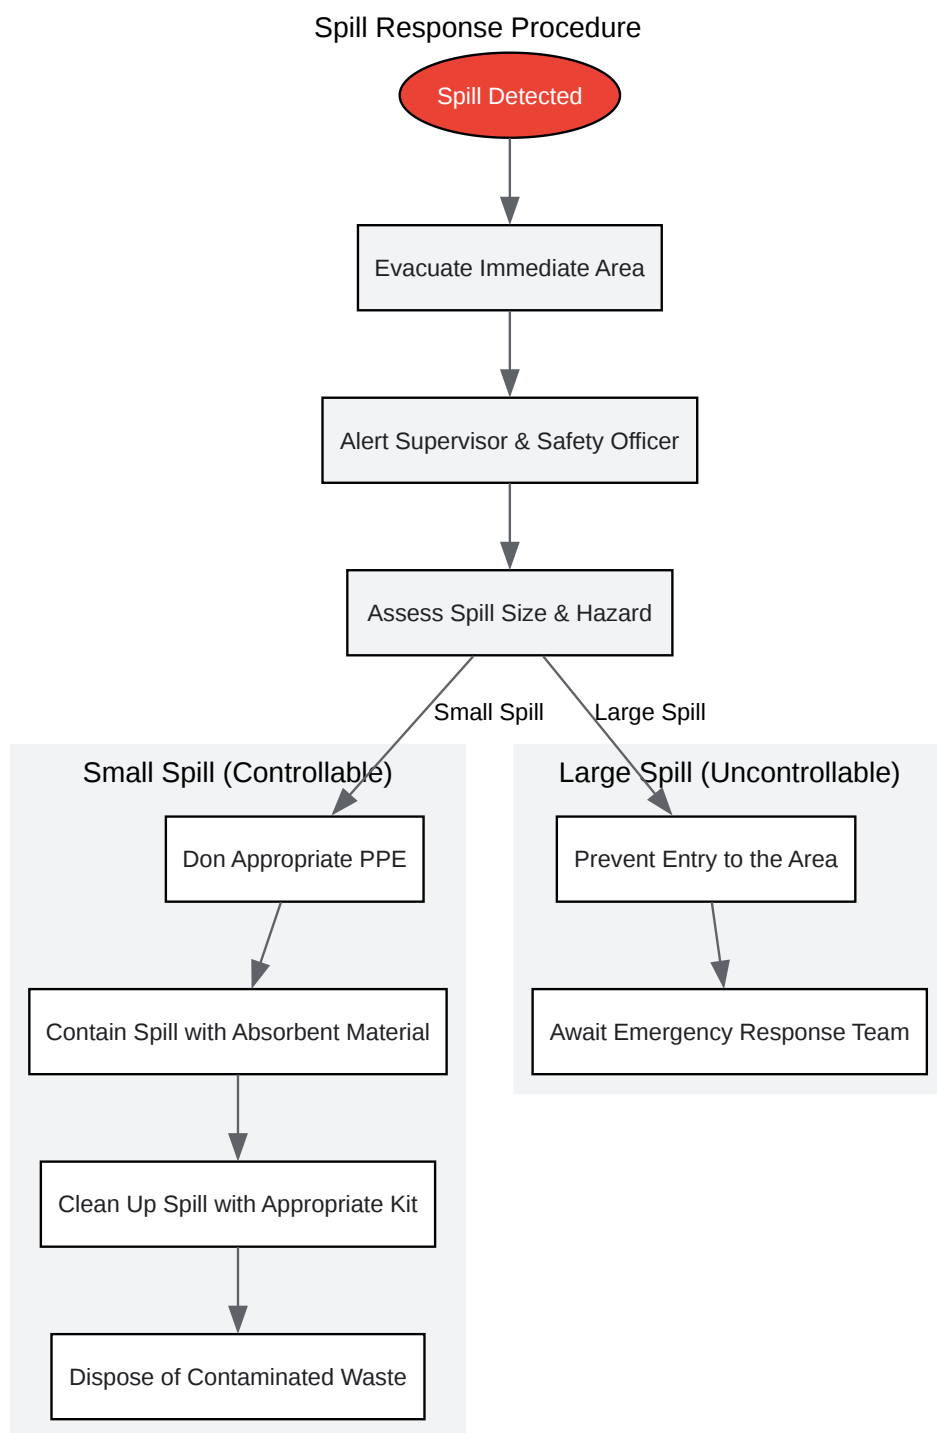 Spill Response Procedure
Spill Detected
Evacuate Immediate Area
Alert Supervisor & Safety Officer
Assess Spill Size & Hazard
Small Spill
Large Spill
Small Spill (Controllable)
Don Appropriate PPE
Contain Spill with Absorbent Material
Clean Up Spill with Appropriate Kit
Dispose of Contaminated Waste
Large Spill (Uncontrollable)
Prevent Entry to the Area
Await Emergency Response Team